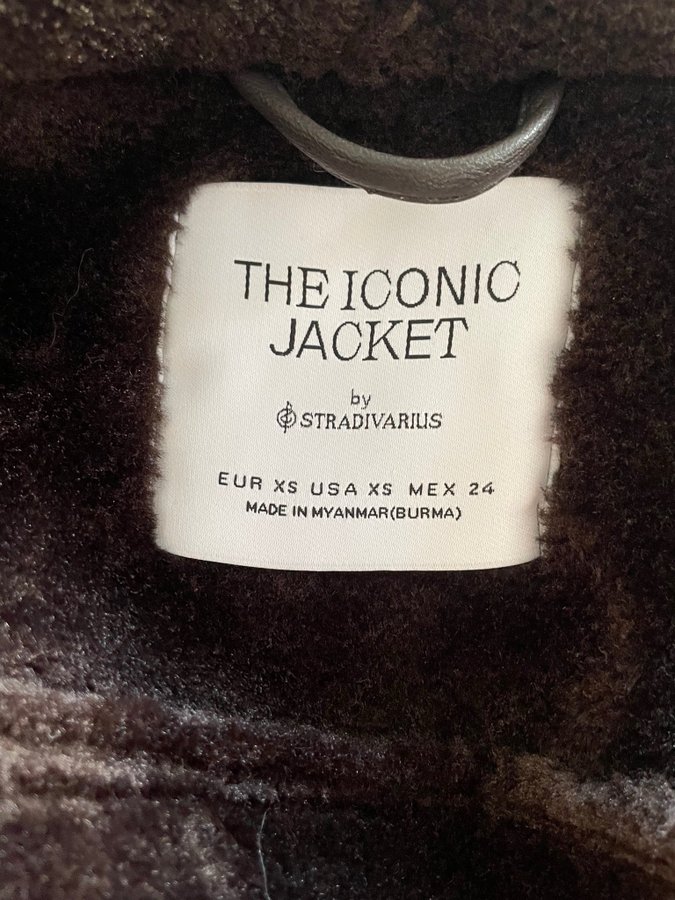 THE ICONIC
JACKET
by
STRADIVARIUS
EUR XS USA XS MEX 24
MADE IN MYANMAR(BURMA)